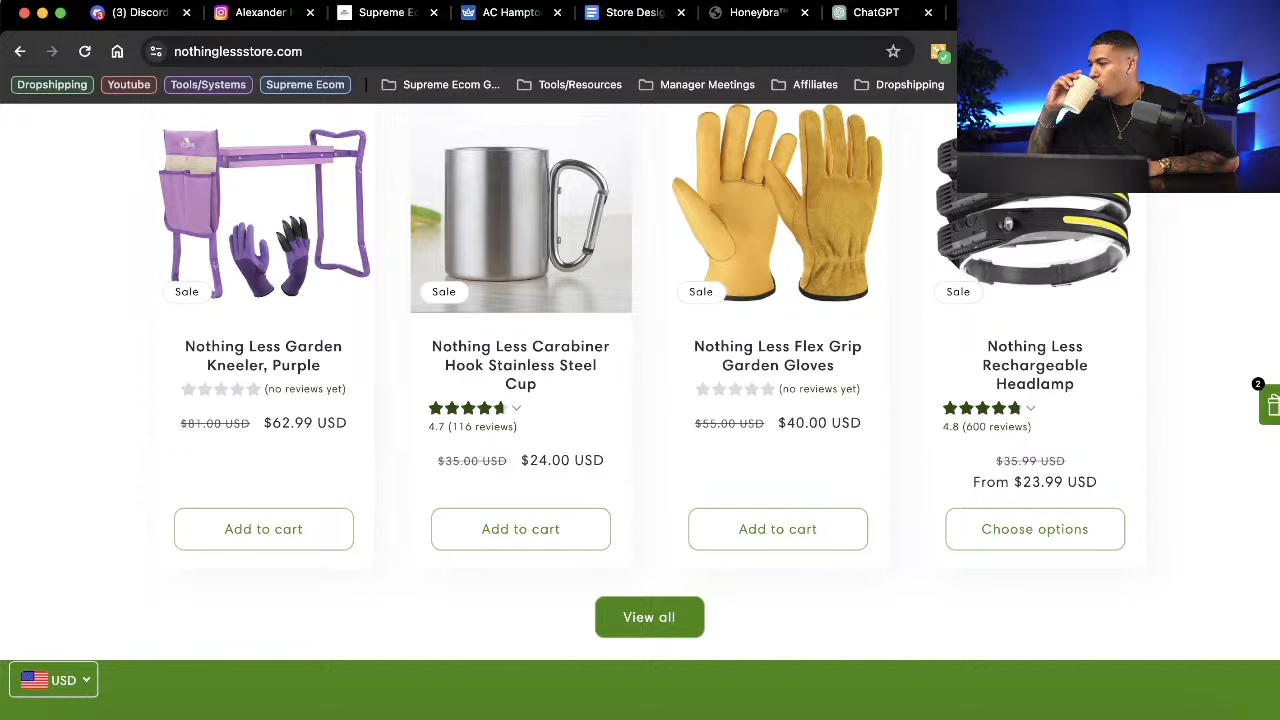 (3) Discord
Alexander H
Supreme Ec
AC Hampto
Store Desig
Honeybra™
ChatGPT
nothinglessstore.com
Dropshipping
Youtube
Tools/Systems
Supreme Ecom
Supreme Ecom G...
Tools/Resources
Manager Meetings
Affiliates
Dropshipping
Sale
Sale
Sale
Sale
Nothing Less Garden
Kneeler, Purple
(no reviews yet)
$81.00 USD $62.99 USD
Add to cart
Nothing Less Carabiner
Hook Stainless Steel
Cup
4.7 (116 reviews)
$35.00 USD $24.00 USD
Add to cart
Nothing Less Flex Grip
Garden Gloves
(no reviews yet)
$55.00 USD $40.00 USD
Add to cart
Nothing Less
Rechargeable
Headlamp
4.8 (600 reviews)
$35.99 USD
From $23.99 USD
Choose options
2
View all
USD